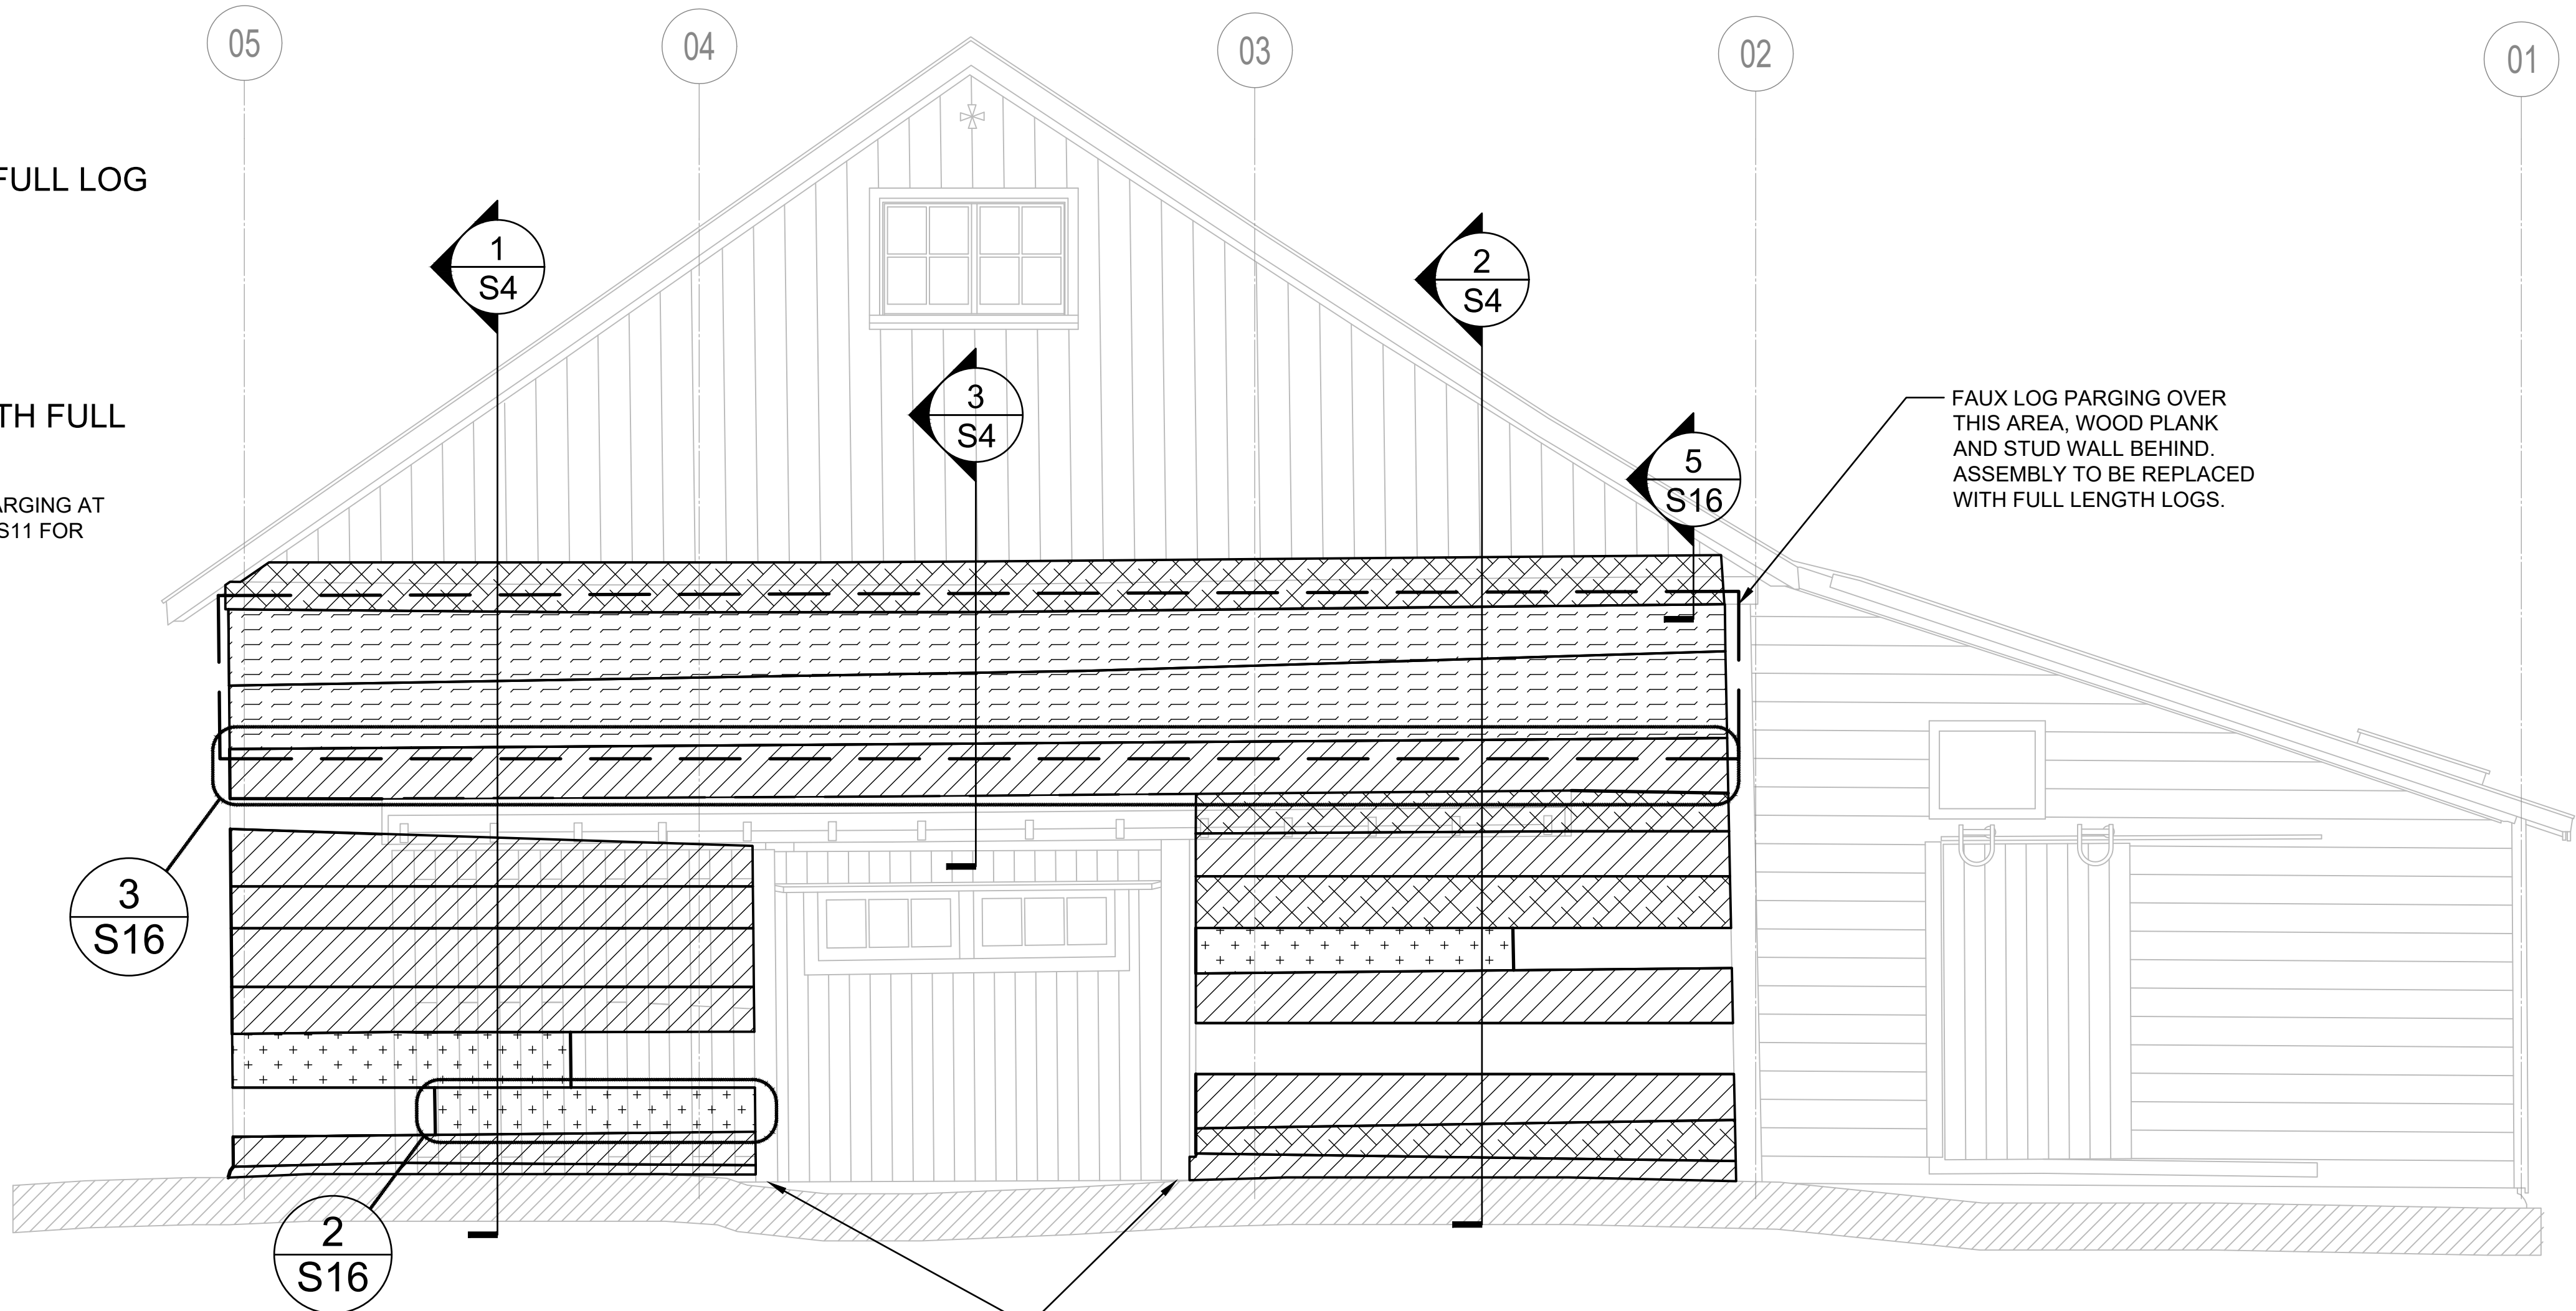 05
04
03
02
01
FULL LOG
1
S4
2
S4
3
S4
TH FULL
FAUX LOG PARGING OVER
THIS AREA, WOOD PLANK
AND STUD WALL BEHIND.
ASSEMBLY TO BE REPLACED
WITH FULL LENGTH LOGS.
5
S16
ARGING AT
S11 FOR
3
S16
2
S16